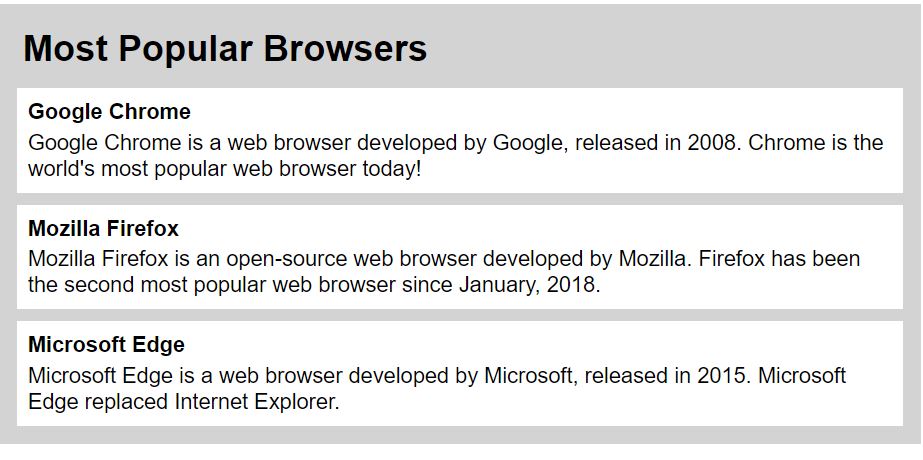 Most Popular Browsers
Google Chrome
Google Chrome is a web browser developed by Google, released in 2008. Chrome is the
world's most popular web browser today!
Mozilla Firefox
Mozilla Firefox is an open-source web browser developed by Mozilla. Firefox has been
the second most popular web browser since January, 2018.
Microsoft Edge
Microsoft Edge is a web browser developed by Microsoft, released in 2015. Microsoft
Edge replaced Internet Explorer.